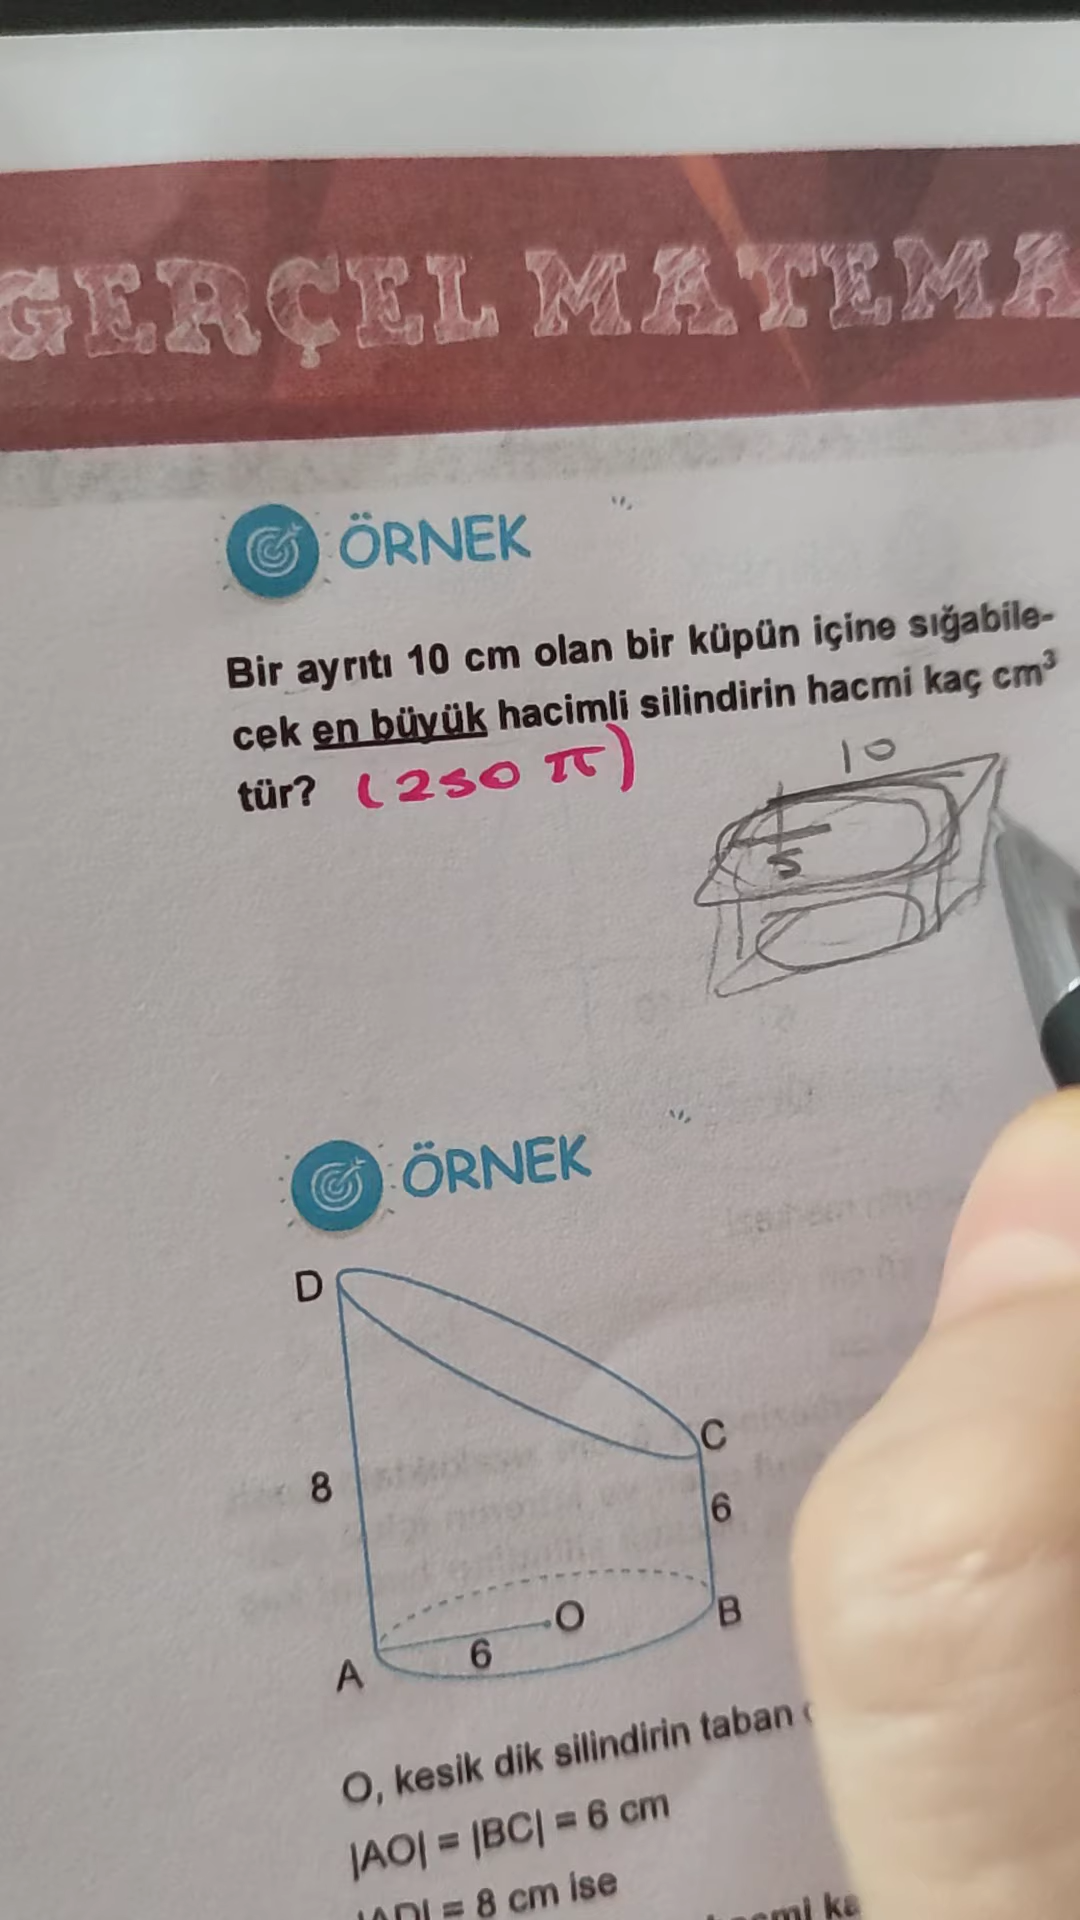 GERÇEL MATEMA
ÖRNEK
Bir ayrıtı 10 cm olan bir küpün içine sığabile-
cek en büyük hacimli silindirin hacmi kaç cm³
tür? (250 π)
10
5
ÖRNEK
D
C
8
6
O
B
6
A
O, kesik dik silindirin taban
|AO| = |BC| = 6 cm
|AD| = 8 cm ise